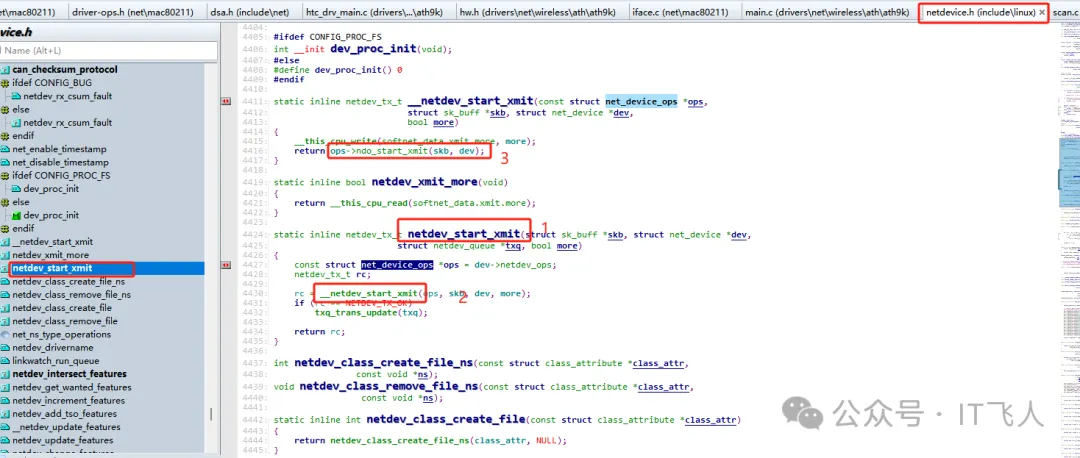 net\mac80211)
driver-ops.h (net\mac80211)
dsa.h (include\net)
htc_drv_main.c (drivers\...\ath9k)
hw.h (drivers\net\wireless\ath\ath9k)
iface.c (net\mac80211)
main.c (drivers\net\wireless\ath\ath9k)
netdevice.h (include\linux) ×
scan.c
vice.h
Name (Alt+L)
can_checksum_protocol
ifdef CONFIG_BUG
netdev_rx_csum_fault
else
netdev_rx_csum_fault
endif
net_enable_timestamp
net_disable_timestamp
ifdef CONFIG_PROC_FS
dev_proc_init
else
dev_proc_init
endif
__netdev_start_xmit
netdev_xmit_more
netdev_start_xmit
netdev_class_create_file_ns
netdev_class_remove_file_ns
netdev_class_create_file
netdev_class_remove_file
net_ns_type_operations
netdev_drivername
linkwatch_run_queue
netdev_intersect_features
netdev_get_wanted_features
netdev_increment_features
netdev_add_tso_features
__netdev_update_features
netdev_update_features
netdev_change_features
4404:
4405: #ifdef CONFIG_PROC_FS
4406: int __init dev_proc_init(void);
4407: #else
4408: #define dev_proc_init() 0
4409: #endif
4410:
4411: static inline netdev_tx_t __netdev_start_xmit(const struct net_device_ops *ops,
4412: struct sk_buff *skb, struct net_device *dev,
4413: bool more)
4414: {
4415: __this_cpu_write(softnet_data.xmit.more, more);
4416: return ops->ndo_start_xmit(skb, dev);
3
4417: }
4418:
4419: static inline bool netdev_xmit_more(void)
4420: {
4421: return __this_cpu_read(softnet_data.xmit.more);
4422: }
4423:
4424: static inline netdev_tx_t netdev_start_xmit(struct sk_buff *skb, struct net_device *dev,
1
4425: struct netdev_queue *txq, bool more)
4426: {
4427: const struct net_device_ops *ops = dev->netdev_ops;
4428: netdev_tx_t rc;
4429:
4430: rc = __netdev_start_xmit(ops, skb, dev, more);
2
4431: if (rc == NETDEV_TX_OK)
4432: txq_trans_update(txq);
4433:
4434: return rc;
4435: }
4436:
4437: int netdev_class_create_file_ns(const struct class_attribute *class_attr,
4438: const void *ns);
4439: void netdev_class_remove_file_ns(const struct class_attribute *class_attr,
4440: const void *ns);
4441:
4442: static inline int netdev_class_create_file(const struct class_attribute *class_attr)
4443: {
4444: return netdev_class_create_file_ns(class_attr, NULL);
4445: }
公众号 · IT飞人